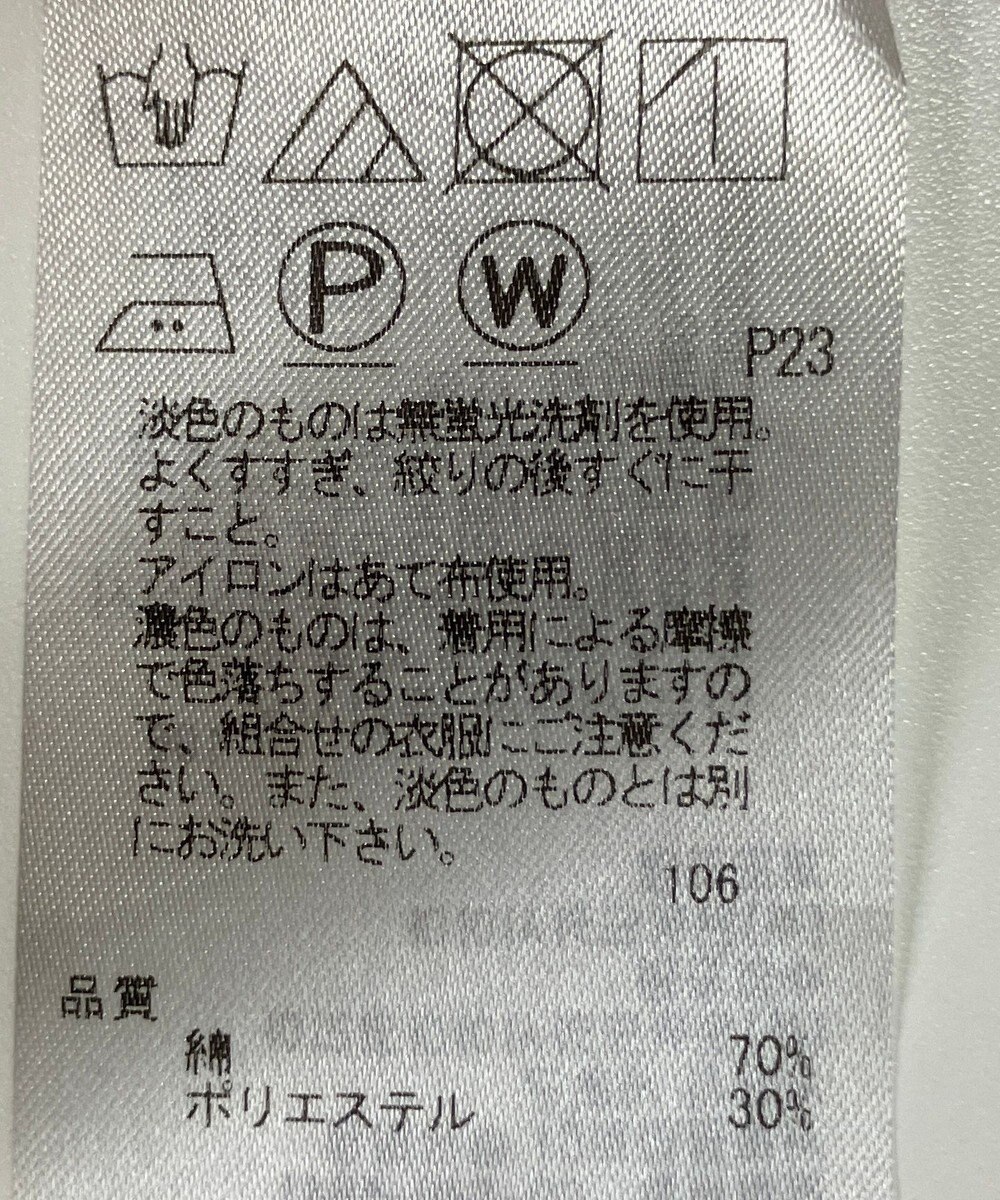 P
W
P23
淡色のものは無蛍光洗剤を使用。
よくすすぎ、絞りの後すぐに干
すこと。
アイロンはあて布使用。
濃色のものは、着用による摩擦
で色落ちすることがありますの
で、組合せの衣服にご注意くだ
さい。また、淡色のものとは別
にお洗い下さい。
106
品質
綿 70%
ポリエステル 30%